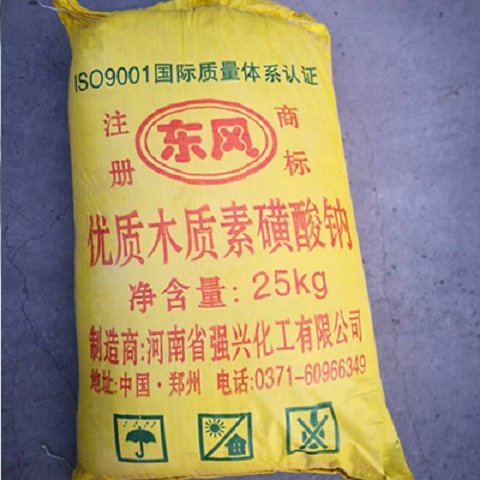 ISO9001国际质量体系认证
注册 东风 商标
优质木质素磺酸钠
净含量: 25kg
制造商:河南省强兴化工有限公司
地址:中国·郑州 电话:0371-60966349